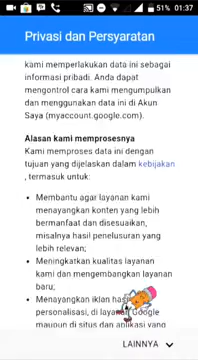 51% 01:37
Privasi dan Persyaratan
kami memperlakukan data ini sebagai
informasi pribadi. Anda dapat
mengontrol cara kami mengumpulkan
dan menggunakan data ini di Akun
Saya (myaccount.google.com).
Alasan kami memprosesnya
Kami memproses data ini dengan
tujuan yang dijelaskan dalam kebijakan
, termasuk untuk:
• Membantu agar layanan kami
menayangkan konten yang lebih
bermanfaat dan disesuaikan,
misalnya hasil penelusuran yang
lebih relevan;
• Meningkatkan kualitas layanan
kami dan mengembangkan layanan
baru;
• Menayangkan iklan hasil
personalisasi, di layanan Google
maupun di situs dan aplikasi yang
LAINNYA